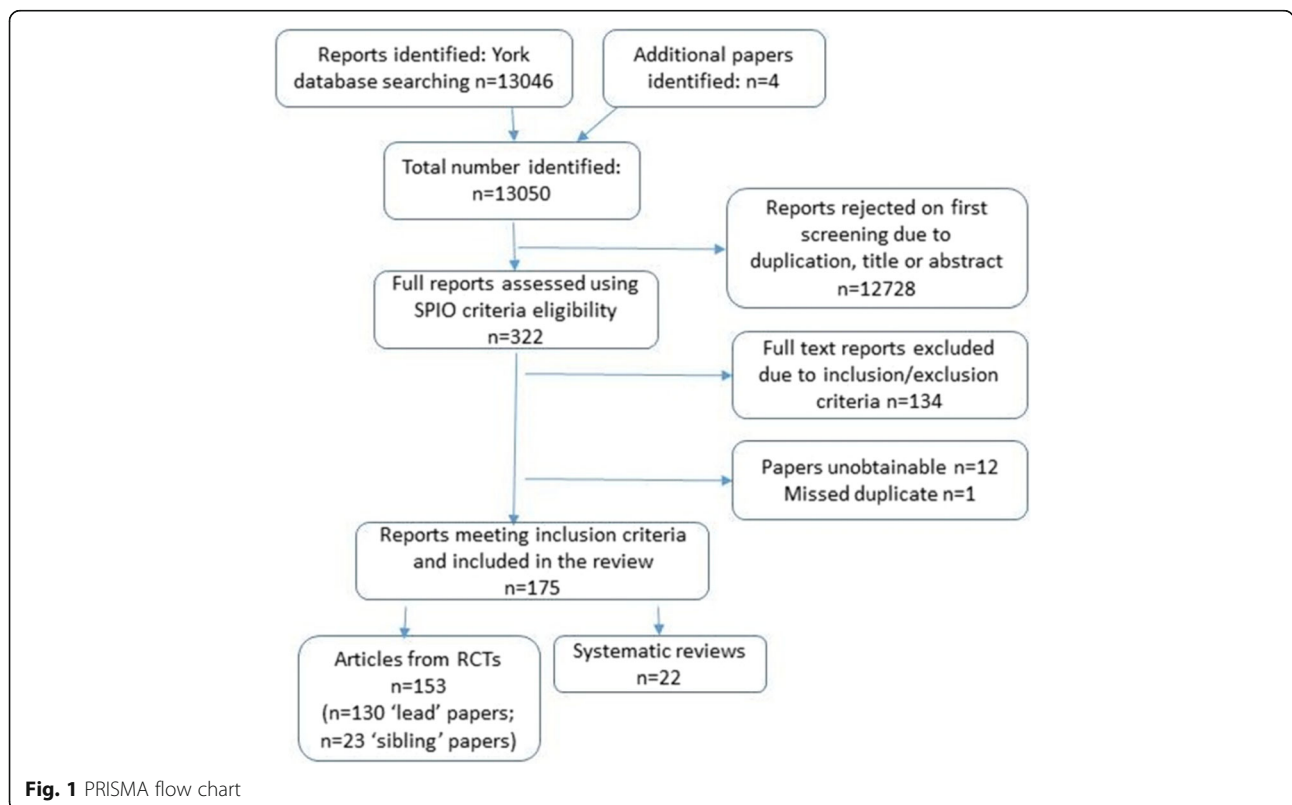 Reports identified: York
database searching n=13046
Additional papers
identified: n=4
Total number identified:
n=13050
Reports rejected on first
screening due to
duplication, title or abstract
n=12728
Full reports assessed using
SPIO criteria eligibility
n=322
Full text reports excluded
due to inclusion/exclusion
criteria n=134
Papers unobtainable n=12
Missed duplicate n=1
Reports meeting inclusion criteria
and included in the review
n=175
Articles from RCTs
n=153
(n=130 ‘lead’ papers;
n=23 ‘sibling’ papers)
Systematic reviews
n=22
Fig. 1 PRISMA flow chart